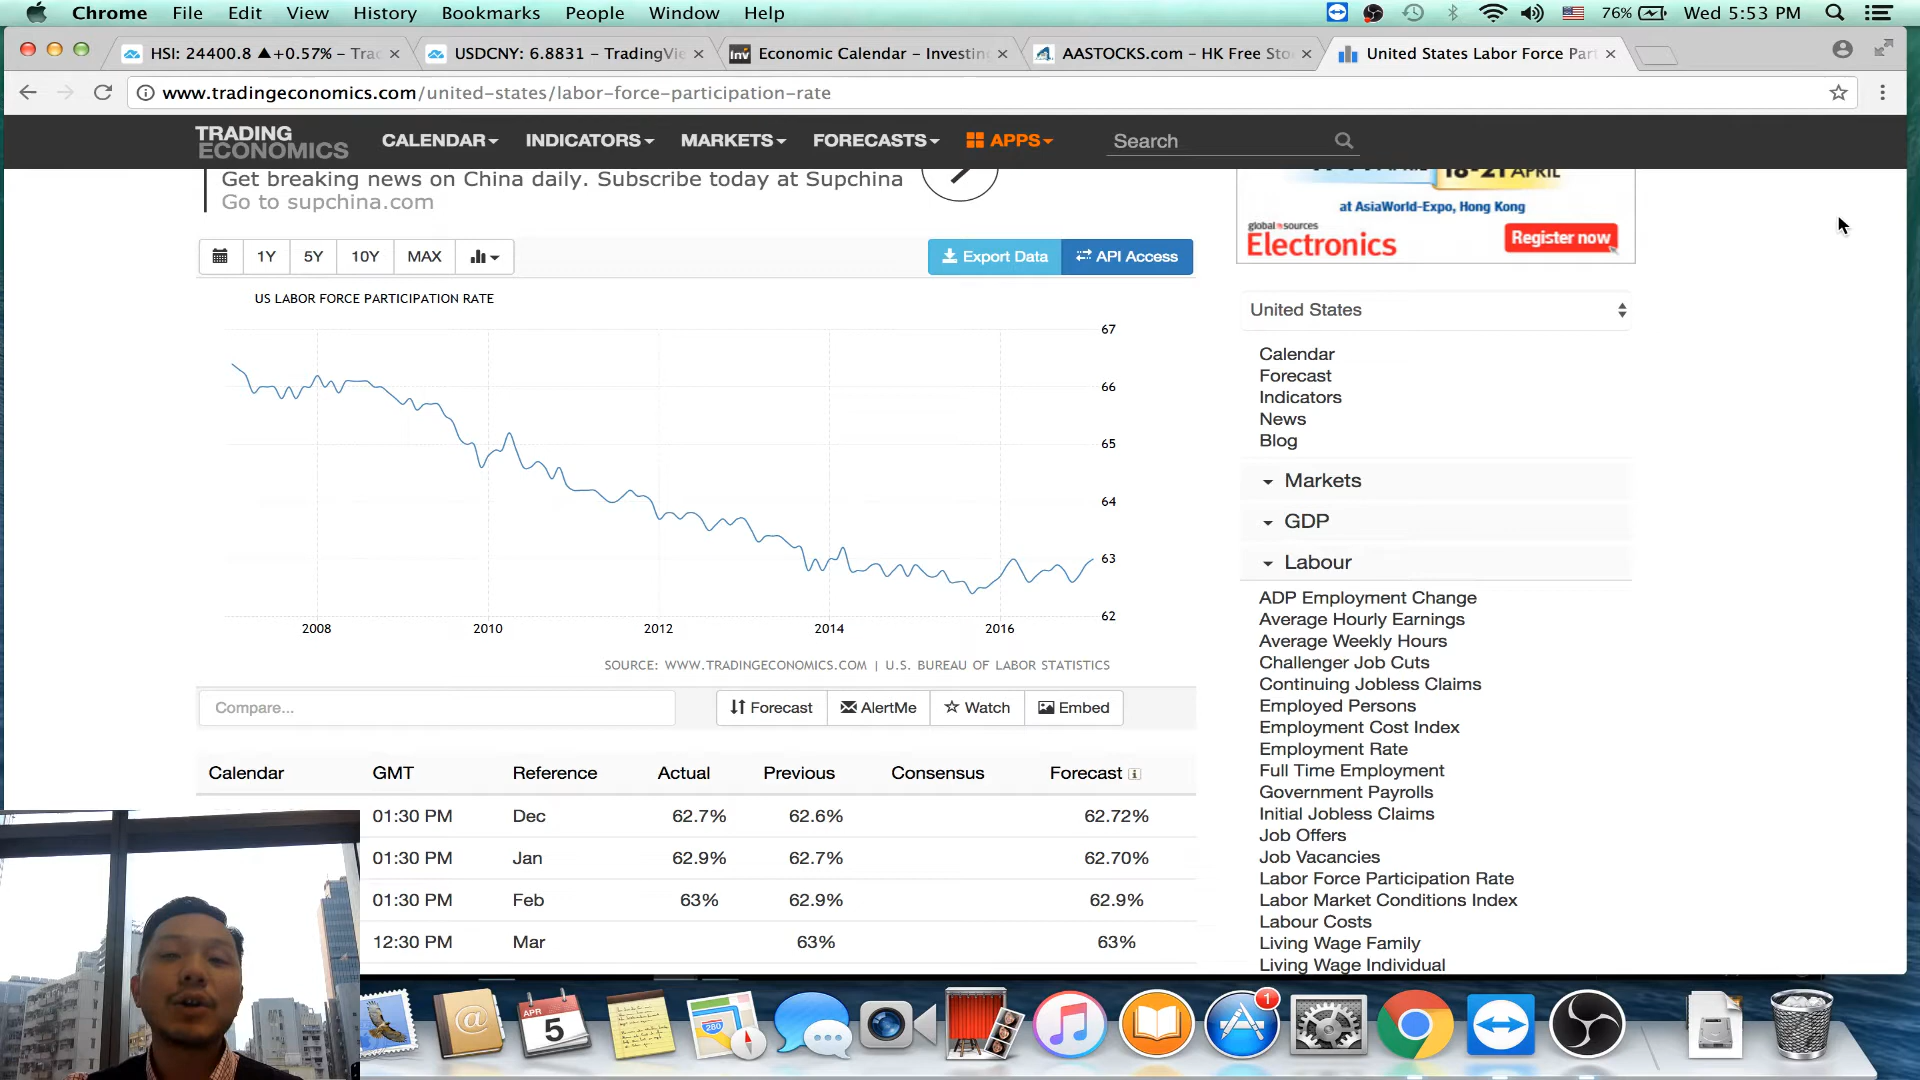 Chrome File Edit View History Bookmarks People Window Help 76% Wed 5:53 PM
HSI: 24400.8 ▲+0.57% – Trad
USDCNY: 6.8831 – TradingVie
Inv Economic Calendar – Investing
AASTOCKS.com – HK Free Sto
United States Labor Force Par
www.tradingeconomics.com/united-states/labor-force-participation-rate
TRADING
ECONOMICS
CALENDAR INDICATORS MARKETS FORECASTS APPS Search
Get breaking news on China daily. Subscribe today at Supchina
Go to supchina.com
18-21 APRIL
at AsiaWorld-Expo, Hong Kong
global sources
Electronics
Register now
1Y 5Y 10Y MAX
Export Data API Access
US LABOR FORCE PARTICIPATION RATE
67
66
65
64
63
62
2008 2010 2012 2014 2016
SOURCE: WWW.TRADINGECONOMICS.COM | U.S. BUREAU OF LABOR STATISTICS
Compare... Forecast AlertMe Watch Embed
Calendar GMT Reference Actual Previous Consensus Forecast
01:30 PM Dec 62.7% 62.6% 62.72%
01:30 PM Jan 62.9% 62.7% 62.70%
01:30 PM Feb 63% 62.9% 62.9%
12:30 PM Mar 63% 63%
United States
Calendar
Forecast
Indicators
News
Blog
Markets
GDP
Labour
ADP Employment Change
Average Hourly Earnings
Average Weekly Hours
Challenger Job Cuts
Continuing Jobless Claims
Employed Persons
Employment Cost Index
Employment Rate
Full Time Employment
Government Payrolls
Initial Jobless Claims
Job Offers
Job Vacancies
Labor Force Participation Rate
Labor Market Conditions Index
Labour Costs
Living Wage Family
Living Wage Individual
APR
5
280
1